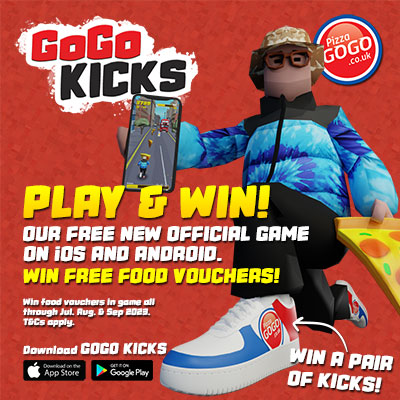 GOGO
KICKS
Pizza
GOGO
.co.uk
PLAY & WIN!
OUR FREE NEW OFFICIAL GAME
ON iOS AND ANDROID.
WIN FREE FOOD VOUCHERS!
Win food vouchers in game all
through Jul, Aug, & Sep 2023.
T&Cs apply.
Download GOGO KICKS
Download on the
App Store
GET IT ON
Google Play
Pizza
GOGO
WIN A PAIR
OF KICKS!